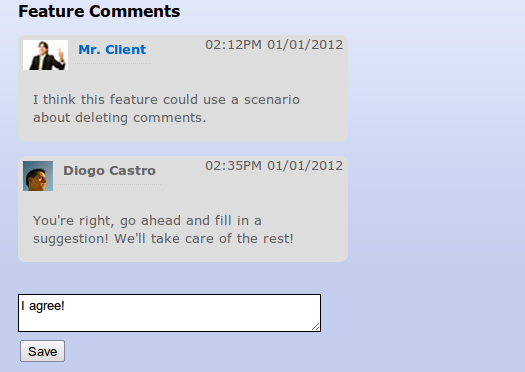 Feature Comments
Mr. Client
02:12PM 01/01/2012
I think this feature could use a scenario
about deleting comments.
Diogo Castro
02:35PM 01/01/2012
You're right, go ahead and fill in a
suggestion! We'll take care of the rest!
I agree!
Save